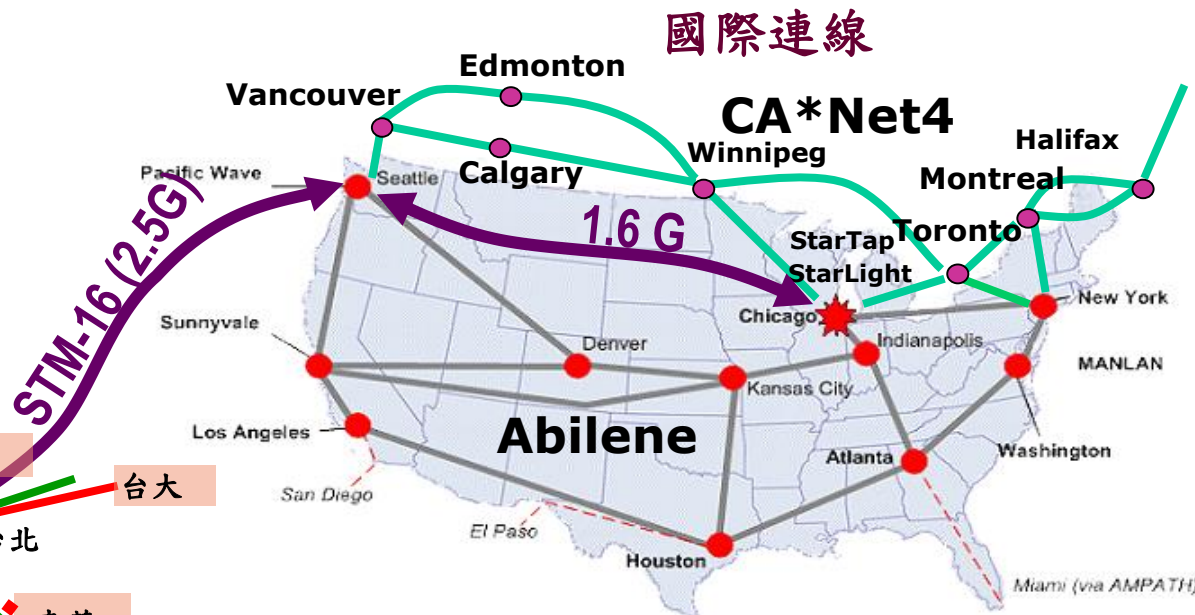 國際連線
Edmonton
Vancouver
CA*Net4
Halifax
Winnipeg
Pacific Wave
Seattle
Calgary
Montreal
STM-16 (2.5G)
1.6 G
StarTap
Toronto
StarLight
New York
Chicago
Sunnyvale
Denver
Indianapolis
MANLAN
Kansas City
Los Angeles
Abilene
Washington
Atlanta
台大
San Diego
El Paso
北
Houston
Miami (via AMPATH)